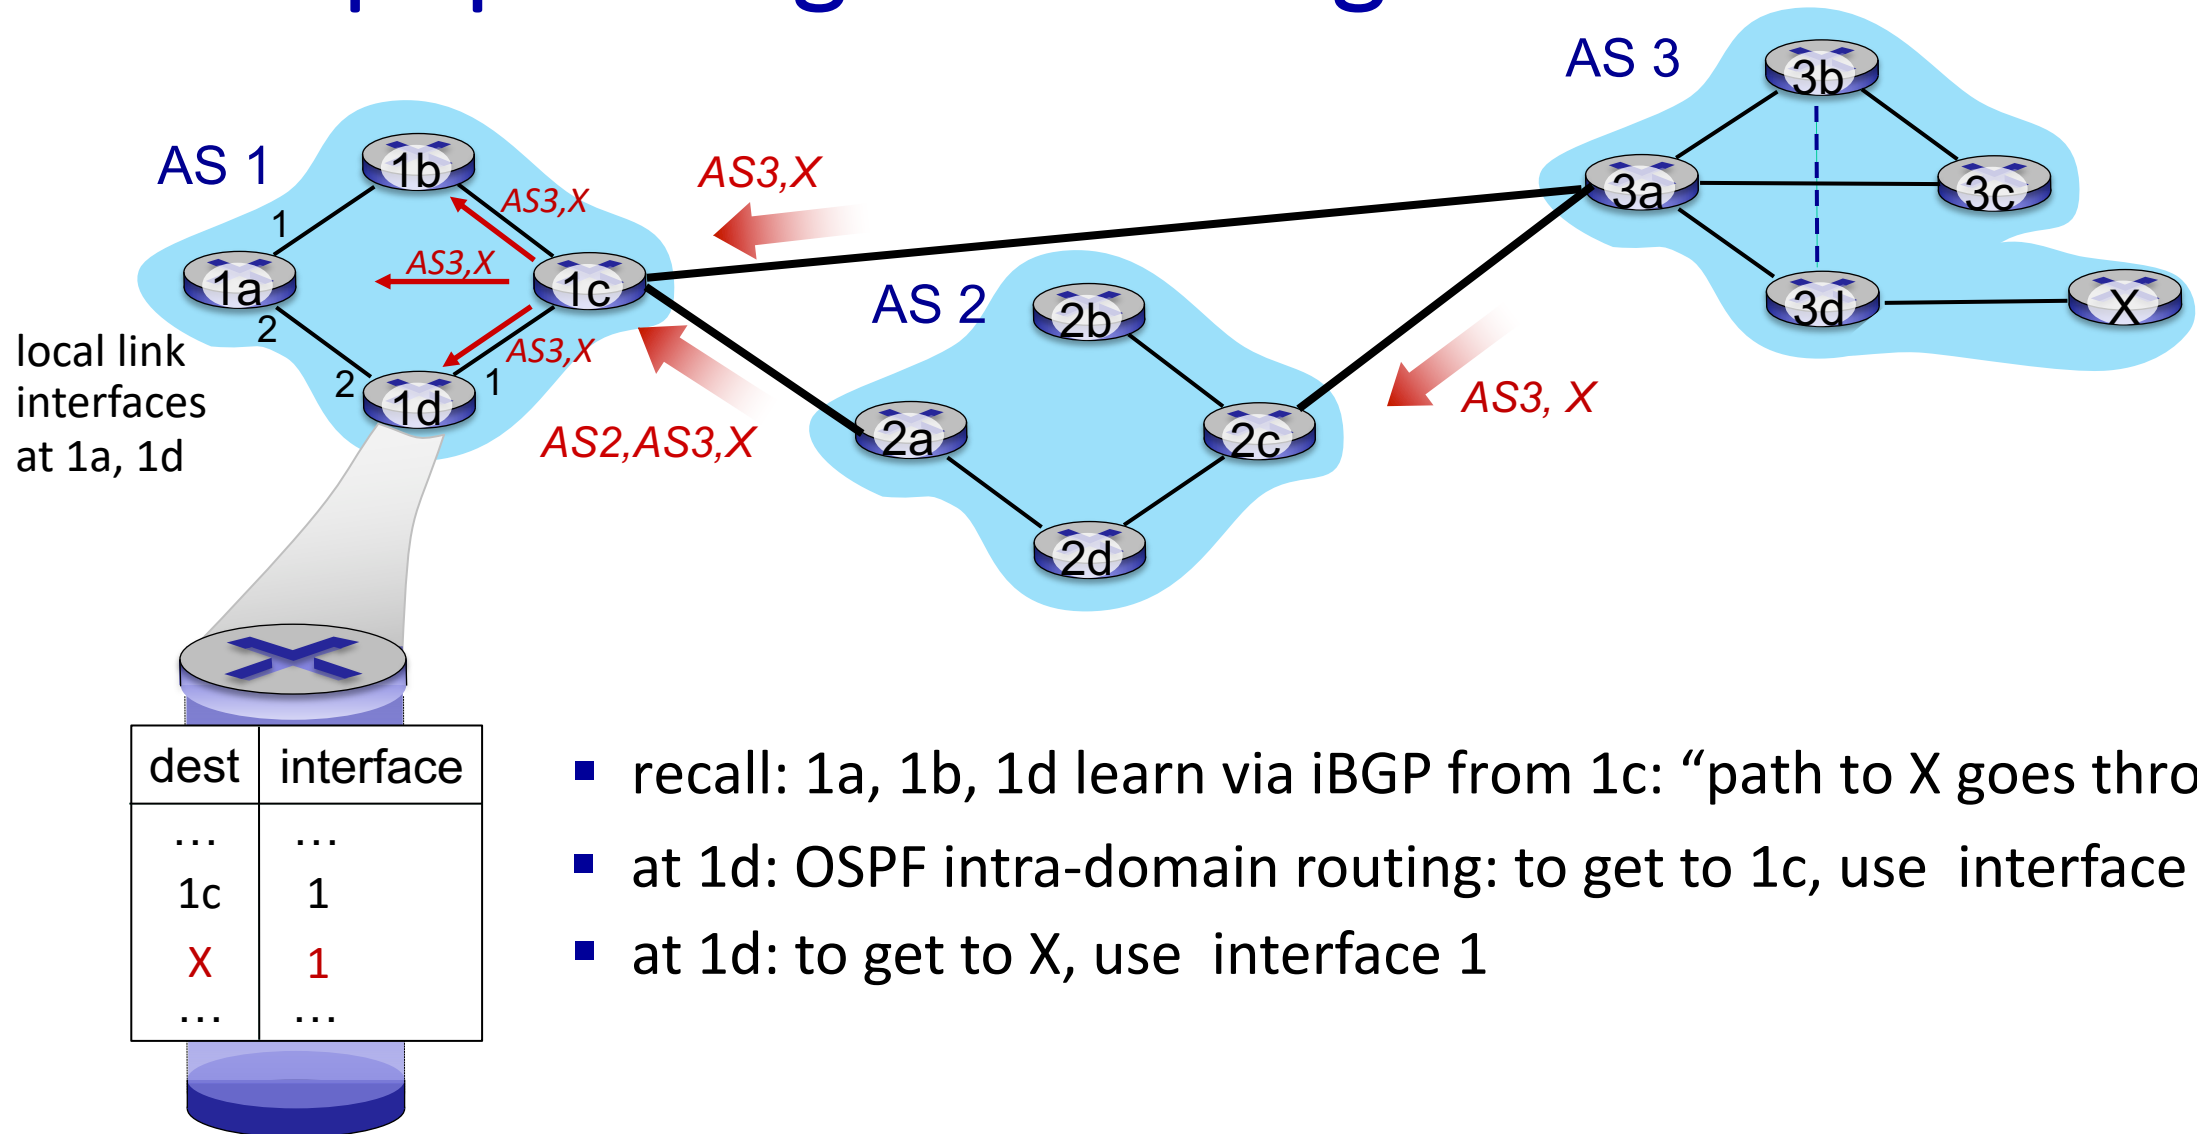 AS 3
3b
AS 1
1b
AS3,X
AS3,X
3a
3c
1
AS3,X
1a
1c
AS 2
2b
3d
X
2
local link
interfaces
at 1a, 1d
AS3,X
2
1
1d
AS3, X
AS2,AS3,X
2a
2c
2d
dest interface
... ...
1c 1
X 1
... ...
▪ recall: 1a, 1b, 1d learn via iBGP from 1c: “path to X goes thro
▪ at 1d: OSPF intra-domain routing: to get to 1c, use interface
▪ at 1d: to get to X, use interface 1